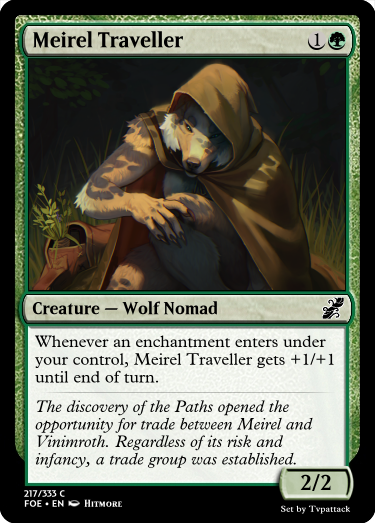 Meirel Traveller 1
Creature — Wolf Nomad
Whenever an enchantment enters under
your control, Meirel Traveller gets +1/+1
until end of turn.
The discovery of the Paths opened the
opportunity for trade between Meirel and
Vinimroth. Regardless of its risk and
infancy, a trade group was established.
2/2
217/333 C
FOE • EN Hitmore
Set by Tvpattack